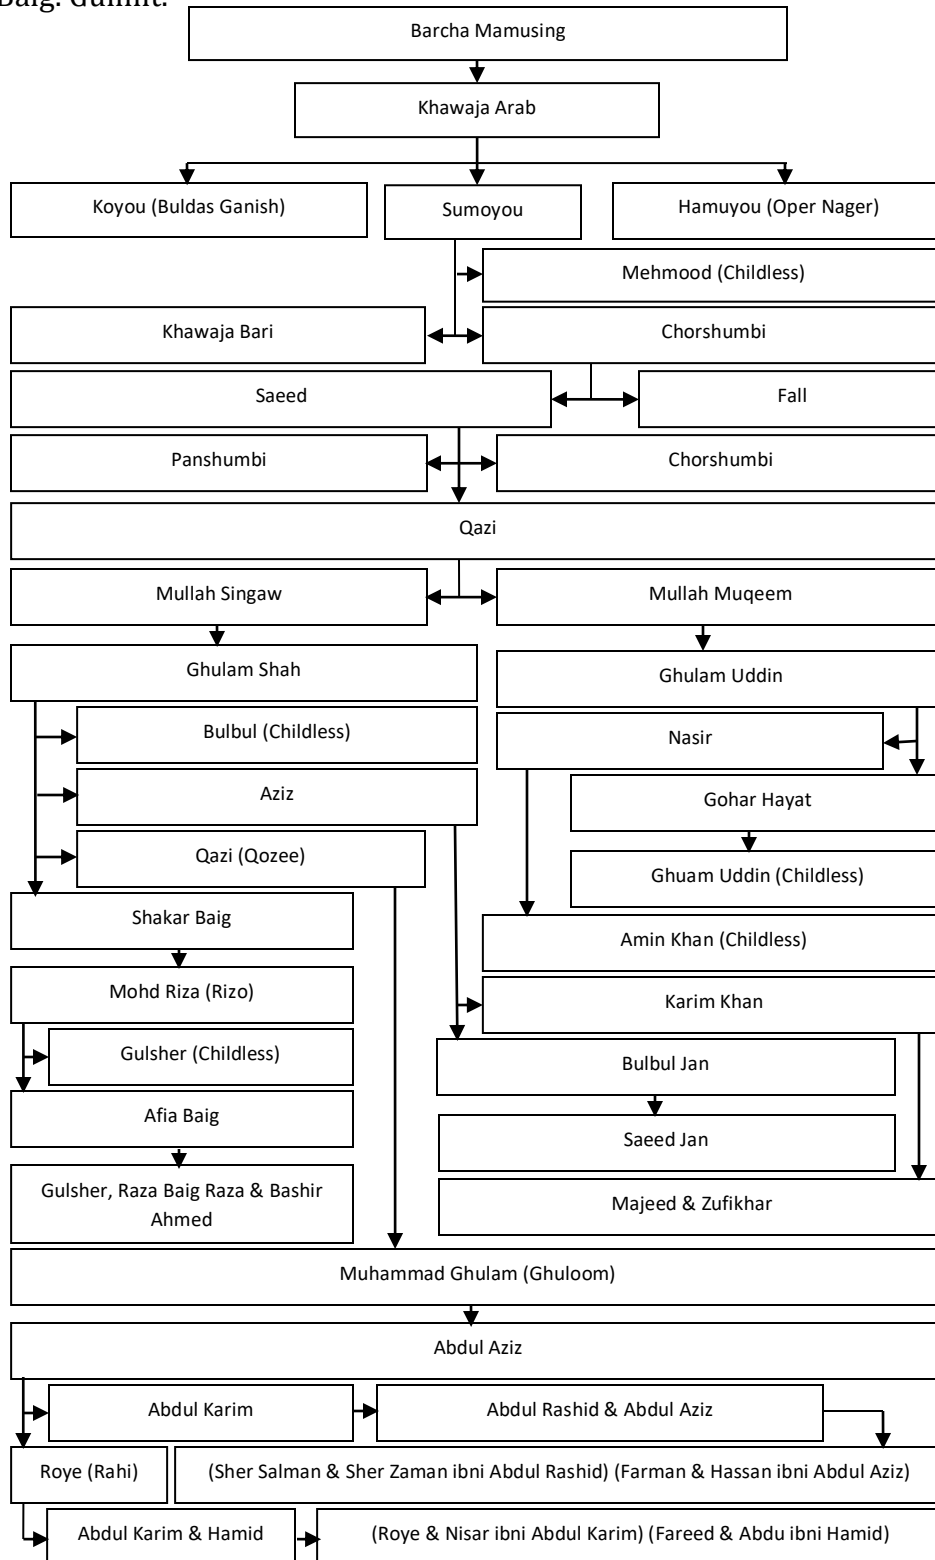 Baig. Gulmit.
Barcha Mamusing
Khawaja Arab
Koyou (Buldas Ganish)
Sumoyou
Hamuyou (Oper Nager)
Mehmood (Childless)
Khawaja Bari
Chorshumbi
Saeed
Fall
Panshumbi
Chorshumbi
Qazi
Mullah Singaw
Mullah Muqeem
Ghulam Shah
Ghulam Uddin
Bulbul (Childless)
Nasir
Aziz
Gohar Hayat
Qazi (Qozee)
Ghuam Uddin (Childless)
Shakar Baig
Amin Khan (Childless)
Mohd Riza (Rizo)
Karim Khan
Gulsher (Childless)
Bulbul Jan
Afia Baig
Saeed Jan
Gulsher, Raza Baig Raza & Bashir
Ahmed
Majeed & Zufikhar
Muhammad Ghulam (Ghuloom)
Abdul Aziz
Abdul Karim
Abdul Rashid & Abdul Aziz
Roye (Rahi)
(Sher Salman & Sher Zaman ibni Abdul Rashid) (Farman & Hassan ibni Abdul Aziz)
Abdul Karim & Hamid
(Roye & Nisar ibni Abdul Karim) (Fareed & Abdu ibni Hamid)